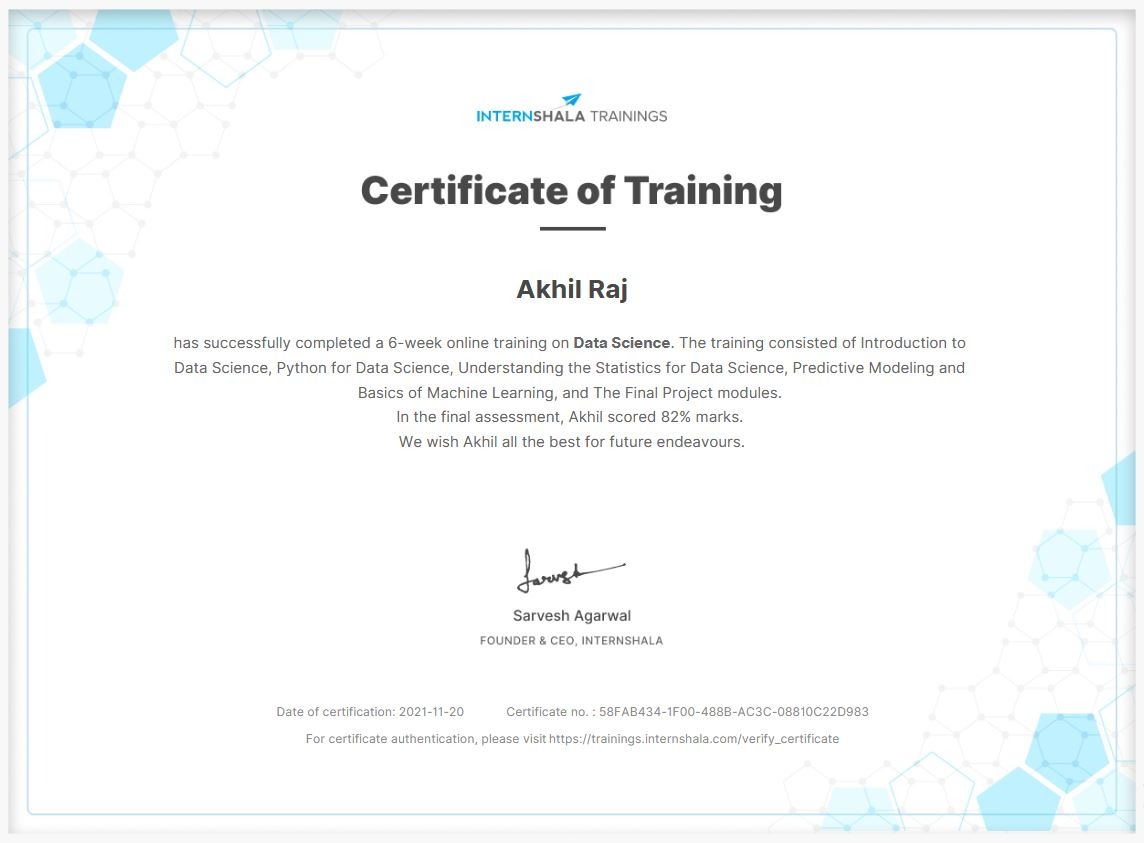 INTERNSHALA TRAININGS
Certificate of Training
Akhil Raj
has successfully completed a 6-week online training on Data Science. The training consisted of Introduction to
Data Science, Python for Data Science, Understanding the Statistics for Data Science, Predictive Modeling and
Basics of Machine Learning, and The Final Project modules.
In the final assessment, Akhil scored 82% marks.
We wish Akhil all the best for future endeavours.
Sarvesh
Sarvesh Agarwal
FOUNDER & CEO, INTERNSHALA
Date of certification: 2021-11-20 Certificate no. : 58FAB434-1F00-488B-AC3C-08810C22D983
For certificate authentication, please visit https://trainings.internshala.com/verify_certificate